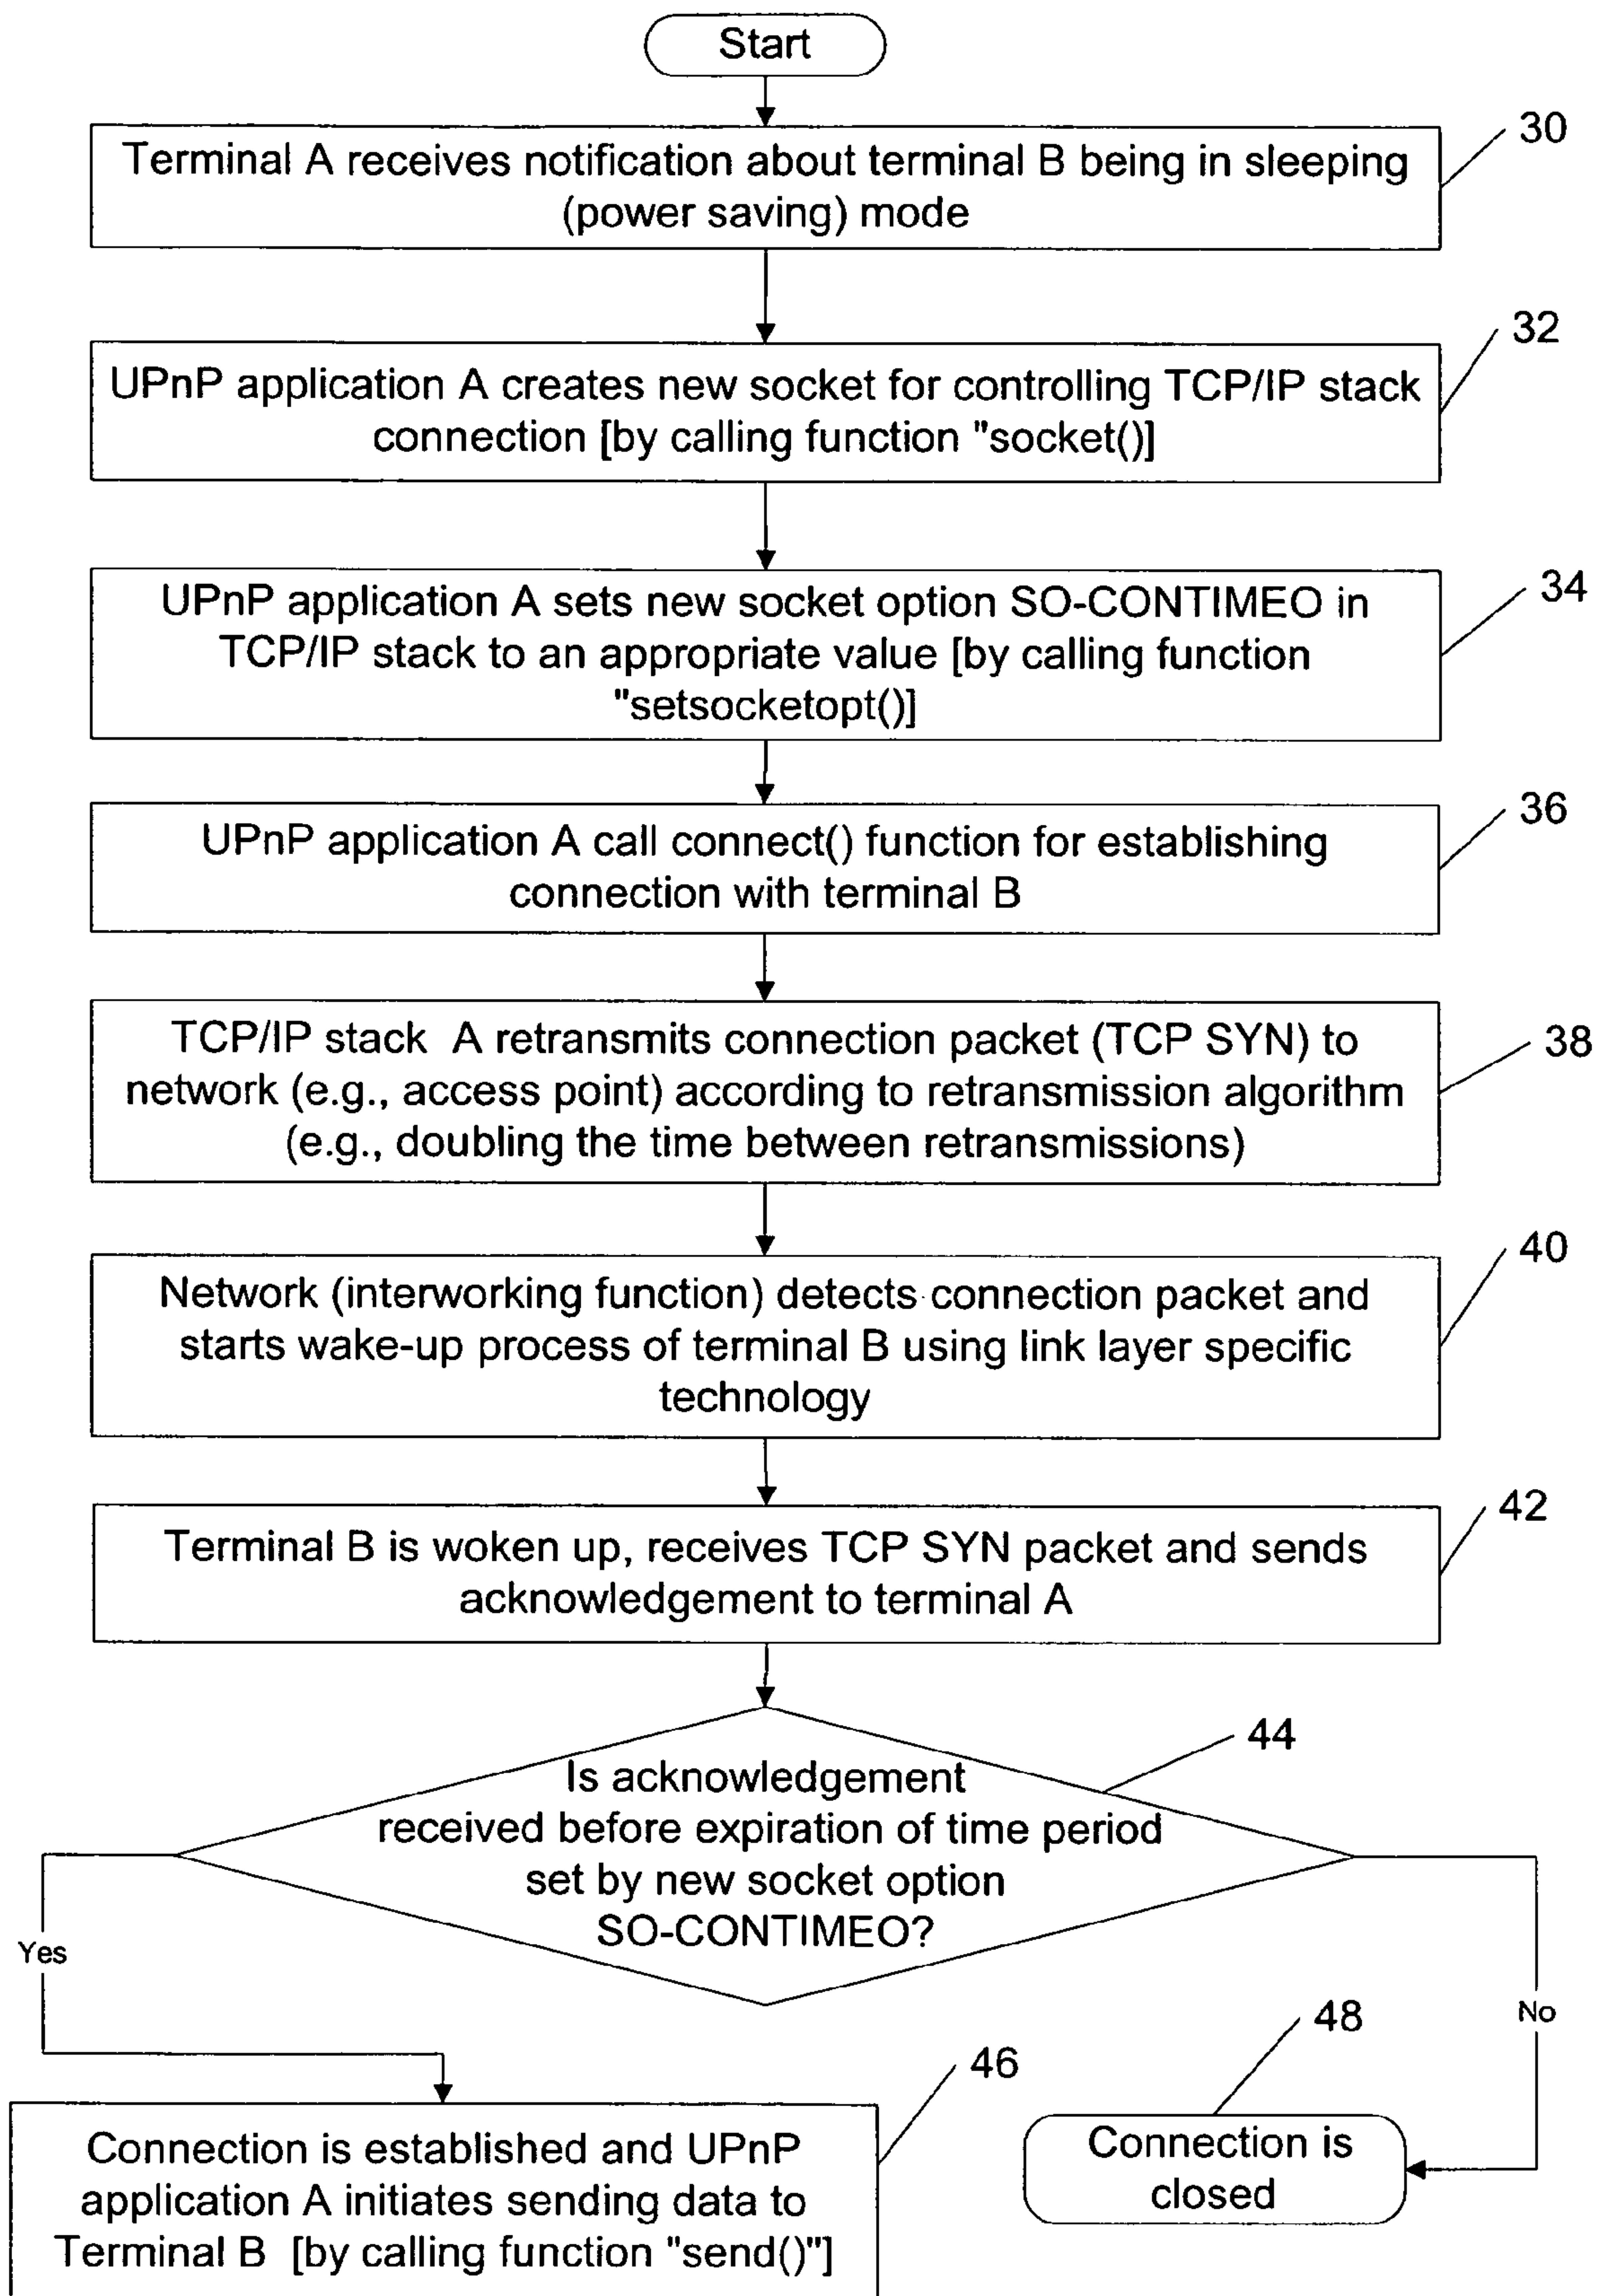 Start
30
Terminal A receives notification about terminal B being in sleeping
(power saving) mode
32
UPnP application A creates new socket for controlling TCP/IP stack
connection [by calling function "socket()]
34
UPnP application A sets new socket option SO-CONTIMEO in
TCP/IP stack to an appropriate value [by calling function
"setsocketopt()]
36
UPnP application A call connect() function for establishing
connection with terminal B
38
TCP/IP stack A retransmits connection packet (TCP SYN) to
network (e.g., access point) according to retransmission algorithm
(e.g., doubling the time between retransmissions)
40
Network (interworking function) detects connection packet and
starts wake-up process of terminal B using link layer specific
technology
42
Terminal B is woken up, receives TCP SYN packet and sends
acknowledgement to terminal A
44
Is acknowledgement
received before expiration of time period
set by new socket option
SO-CONTIMEO?
Yes
No
46
Connection is established and UPnP
application A initiates sending data to
Terminal B [by calling function "send()"]
48
Connection is
closed